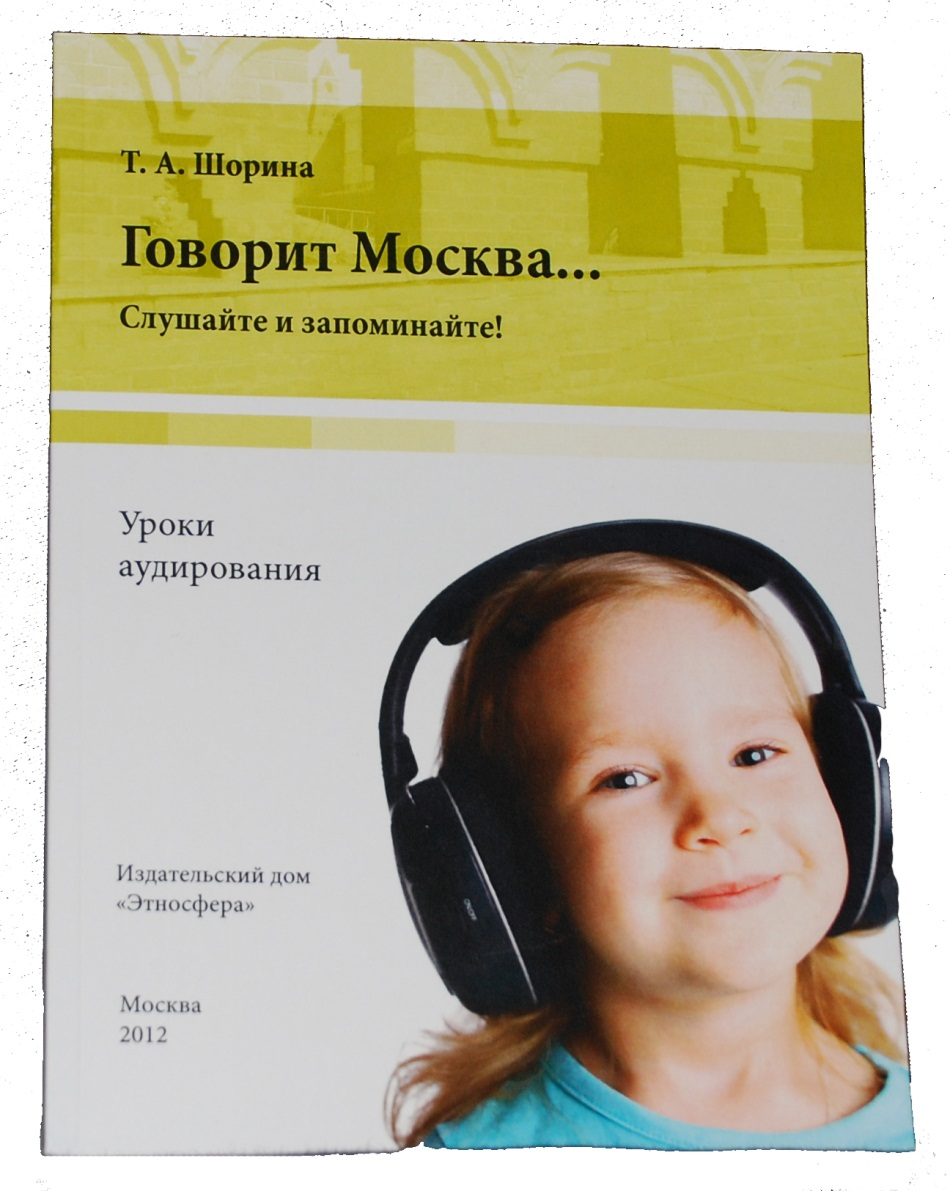 Т. А. Шорина
Говорит Москва...
Слушайте и запоминайте!
Уроки
аудирования
Издательский дом
«Этносфера»
Москва
2012